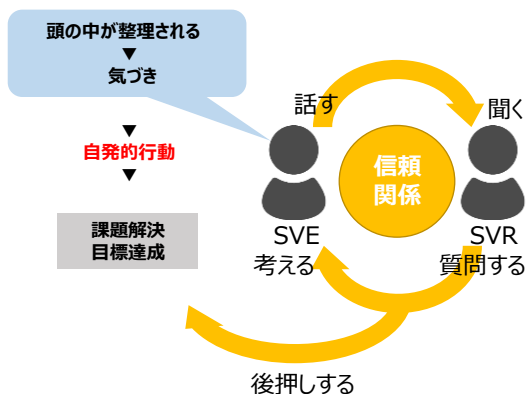 頭の中が整理される
▼
気づき
▼
自発的行動
▼
課題解決
目標達成
話す
聞く
信頼
関係
SVE
考える
SVR
質問する
後押しする